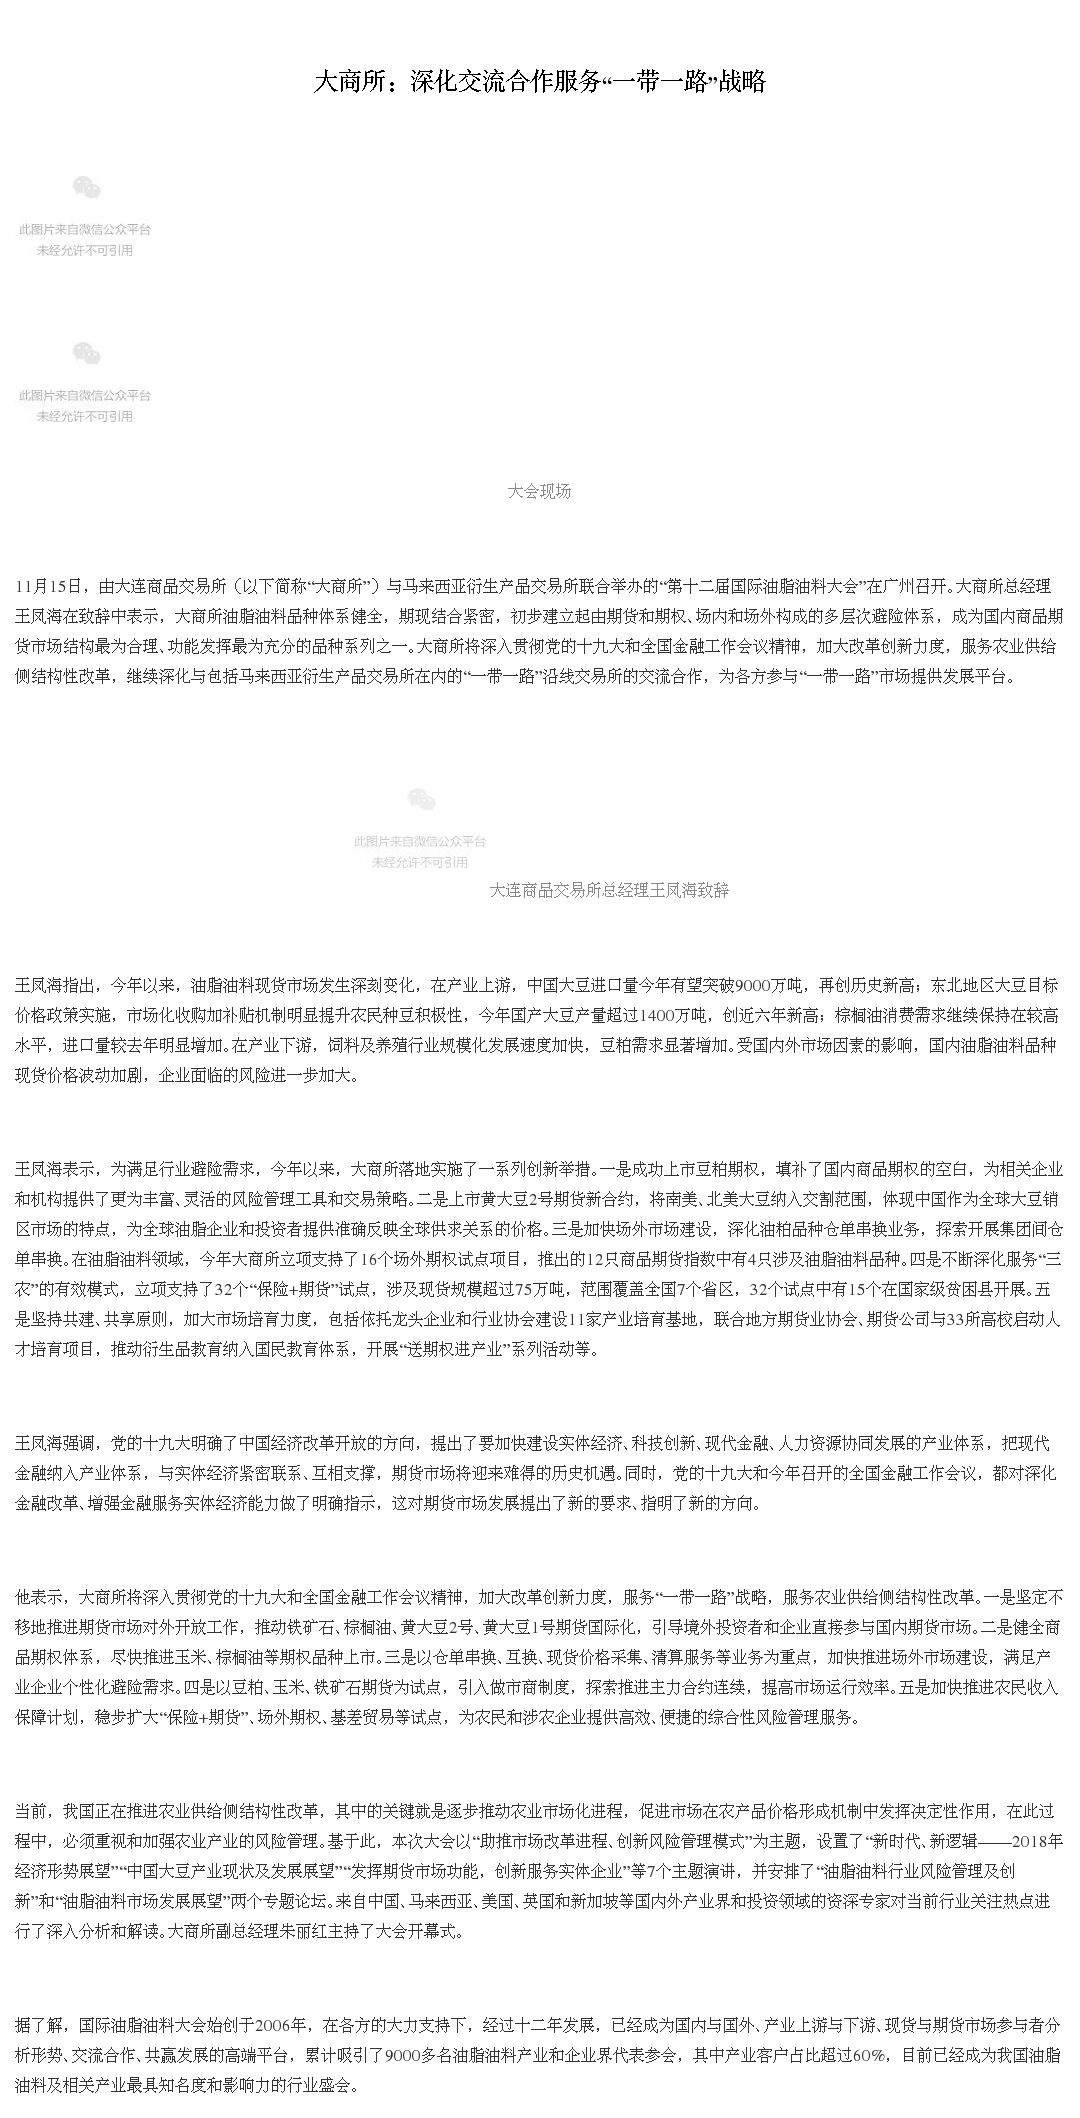 大商所：深化交流合作服务“一带一路”战略
此图片来自微信公众平台
未经允许不可引用
此图片来自微信公众平台
未经允许不可引用
大会现场
11月15日，由大连商品交易所（以下简称“大商所”）与马来西亚衍生产品交易所联合举办的“第十二届国际油脂油料大会”在广州召开。大商所总经理
王凤海在致辞中表示，大商所油脂油料品种体系健全，期现结合紧密，初步建立起由期货和期权、场内和场外构成的多层次避险体系，成为国内商品期
货市场结构最为合理、功能发挥最为充分的品种系列之一。大商所将深入贯彻党的十九大和全国金融工作会议精神，加大改革创新力度，服务农业供给
侧结构性改革，继续深化与包括马来西亚衍生产品交易所在内的“一带一路”沿线交易所的交流合作，为各方参与“一带一路”市场提供发展平台。
此图片来自微信公众平台
未经允许不可引用
大连商品交易所总经理王凤海致辞
王凤海指出，今年以来，油脂油料现货市场发生深刻变化，在产业上游，中国大豆进口量今年有望突破9000万吨，再创历史新高；东北地区大豆目标
价格政策实施，市场化收购加补贴机制明显提升农民种豆积极性，今年国产大豆产量超过1400万吨，创近六年新高；棕榈油消费需求继续保持在较高
水平，进口量较去年明显增加。在产业下游，饲料及养殖行业规模化发展速度加快，豆粕需求显著增加。受国内外市场因素的影响，国内油脂油料品种
现货价格波动加剧，企业面临的风险进一步加大。
王凤海表示，为满足行业避险需求，今年以来，大商所落地实施了一系列创新举措。一是成功上市豆粕期权，填补了国内商品期权的空白，为相关企业
和机构提供了更为丰富、灵活的风险管理工具和交易策略。二是上市黄大豆2号期货新合约，将南美、北美大豆纳入交割范围，体现中国作为全球大豆销
区市场的特点，为全球油脂企业和投资者提供准确反映全球供求关系的价格。三是加快场外市场建设，深化油粕品种仓单串换业务，探索开展集团间仓
单串换。在油脂油料领域，今年大商所立项支持了16个场外期权试点项目，推出的12只商品期货指数中有4只涉及油脂油料品种。四是不断深化服务“三
农”的有效模式，立项支持了32个“保险+期货”试点，涉及现货规模超过75万吨，范围覆盖全国7个省区，32个试点中有15个在国家级贫困县开展。五
是坚持共建、共享原则，加大市场培育力度，包括依托龙头企业和行业协会建设11家产业培育基地，联合地方期货业协会、期货公司与33所高校启动人
才培育项目，推动衍生品教育纳入国民教育体系，开展“送期权进产业”系列活动等。
王凤海强调，党的十九大明确了中国经济改革开放的方向，提出了要加快建设实体经济、科技创新、现代金融、人力资源协同发展的产业体系，把现代
金融纳入产业体系，与实体经济紧密联系、互相支撑，期货市场将迎来难得的历史机遇。同时，党的十九大和今年召开的全国金融工作会议，都对深化
金融改革、增强金融服务实体经济能力做了明确指示，这对期货市场发展提出了新的要求、指明了新的方向。
他表示，大商所将深入贯彻党的十九大和全国金融工作会议精神，加大改革创新力度，服务“一带一路”战略，服务农业供给侧结构性改革。一是坚定不
移地推进期货市场对外开放工作，推动铁矿石、棕榈油、黄大豆2号、黄大豆1号期货国际化，引导境外投资者和企业直接参与国内期货市场。二是健全商
品期权体系，尽快推进玉米、棕榈油等期权品种上市。三是以仓单串换、互换、现货价格采集、清算服务等业务为重点，加快推进场外市场建设，满足产
业企业个性化避险需求。四是以豆粕、玉米、铁矿石期货为试点，引入做市商制度，探索推进主力合约连续，提高市场运行效率。五是加快推进农民收入
保障计划，稳步扩大“保险+期货”、场外期权、基差贸易等试点，为农民和涉农企业提供高效、便捷的综合性风险管理服务。
当前，我国正在推进农业供给侧结构性改革，其中的关键就是逐步推动农业市场化进程，促进市场在农产品价格形成机制中发挥决定性作用，在此过
程中，必须重视和加强农业产业的风险管理。基于此，本次大会以“助推市场改革进程、创新风险管理模式”为主题，设置了“新时代、新逻辑——2018年
经济形势展望”“中国大豆产业现状及发展展望”“发挥期货市场功能，创新服务实体企业”等7个主题演讲，并安排了“油脂油料行业风险管理及创
新”和“油脂油料市场发展展望”两个专题论坛。来自中国、马来西亚、美国、英国和新加坡等国内外产业界和投资领域的资深专家对当前行业关注热点进
行了深入分析和解读。大商所副总经理朱丽红主持了大会开幕式。
据了解，国际油脂油料大会始创于2006年，在各方的大力支持下，经过十二年发展，已经成为国内与国外、产业上游与下游、现货与期货市场参与者分
析形势、交流合作、共赢发展的高端平台，累计吸引了9000多名油脂油料产业和企业界代表参会，其中产业客户占比超过60%，目前已经成为我国油脂
油料及相关产业最具知名度和影响力的行业盛会。